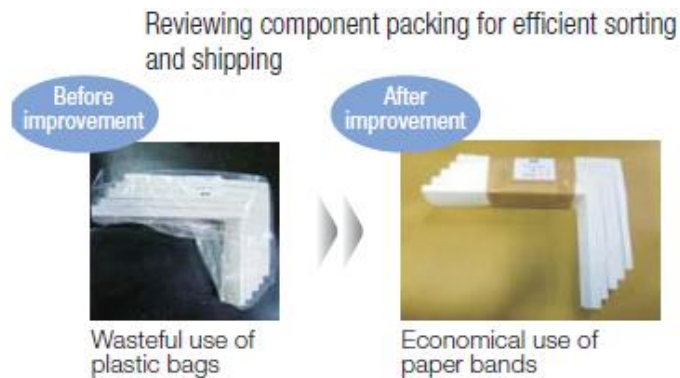 Reviewing component packing for efficient sorting
and shipping
Before
improvement
After
improvement
Wasteful use of
plastic bags
Economical use of
paper bands